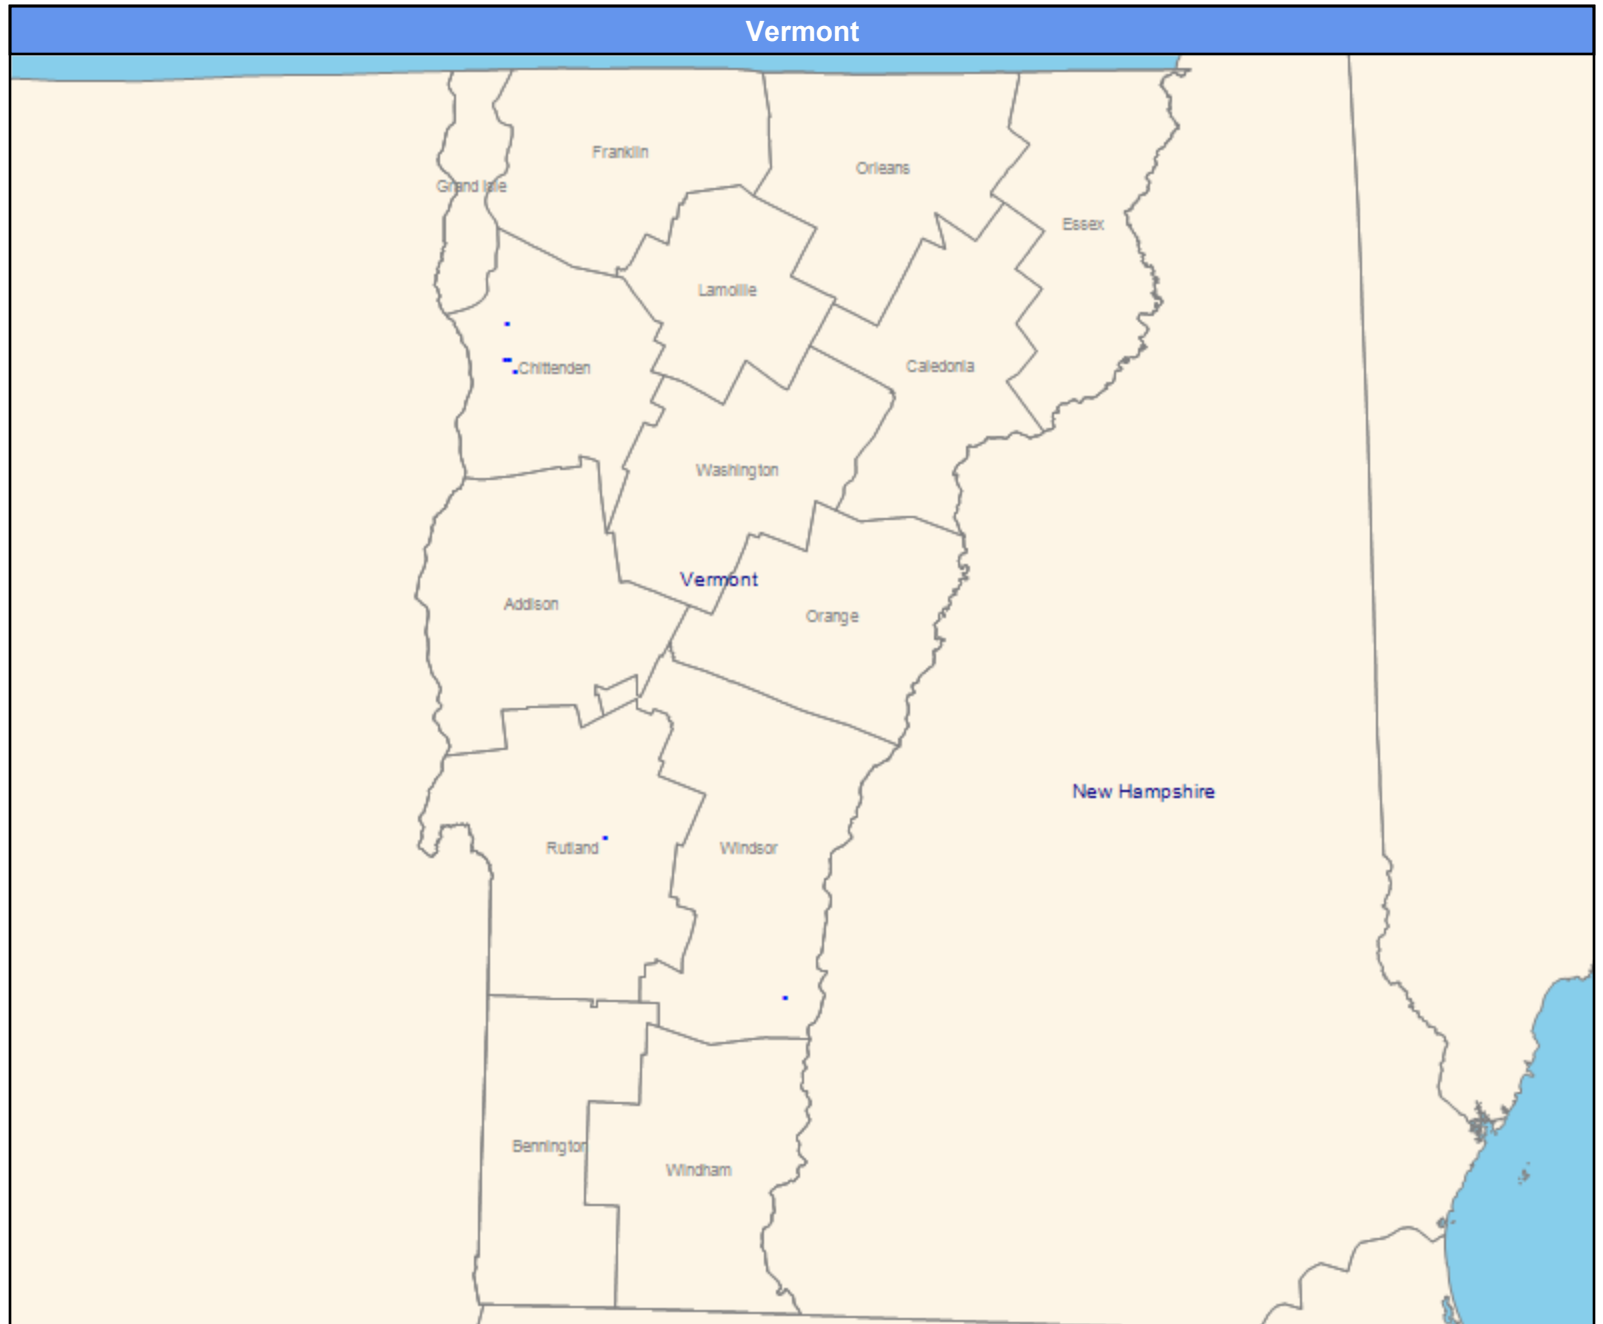 Vermont
Franklin
Orleans
Grand Isle
Essex
Lamoille
Chittenden
Caledonia
Washington
Vermont
Addison
Orange
New Hampshire
Rutland
Windsor
Bennington
Windham